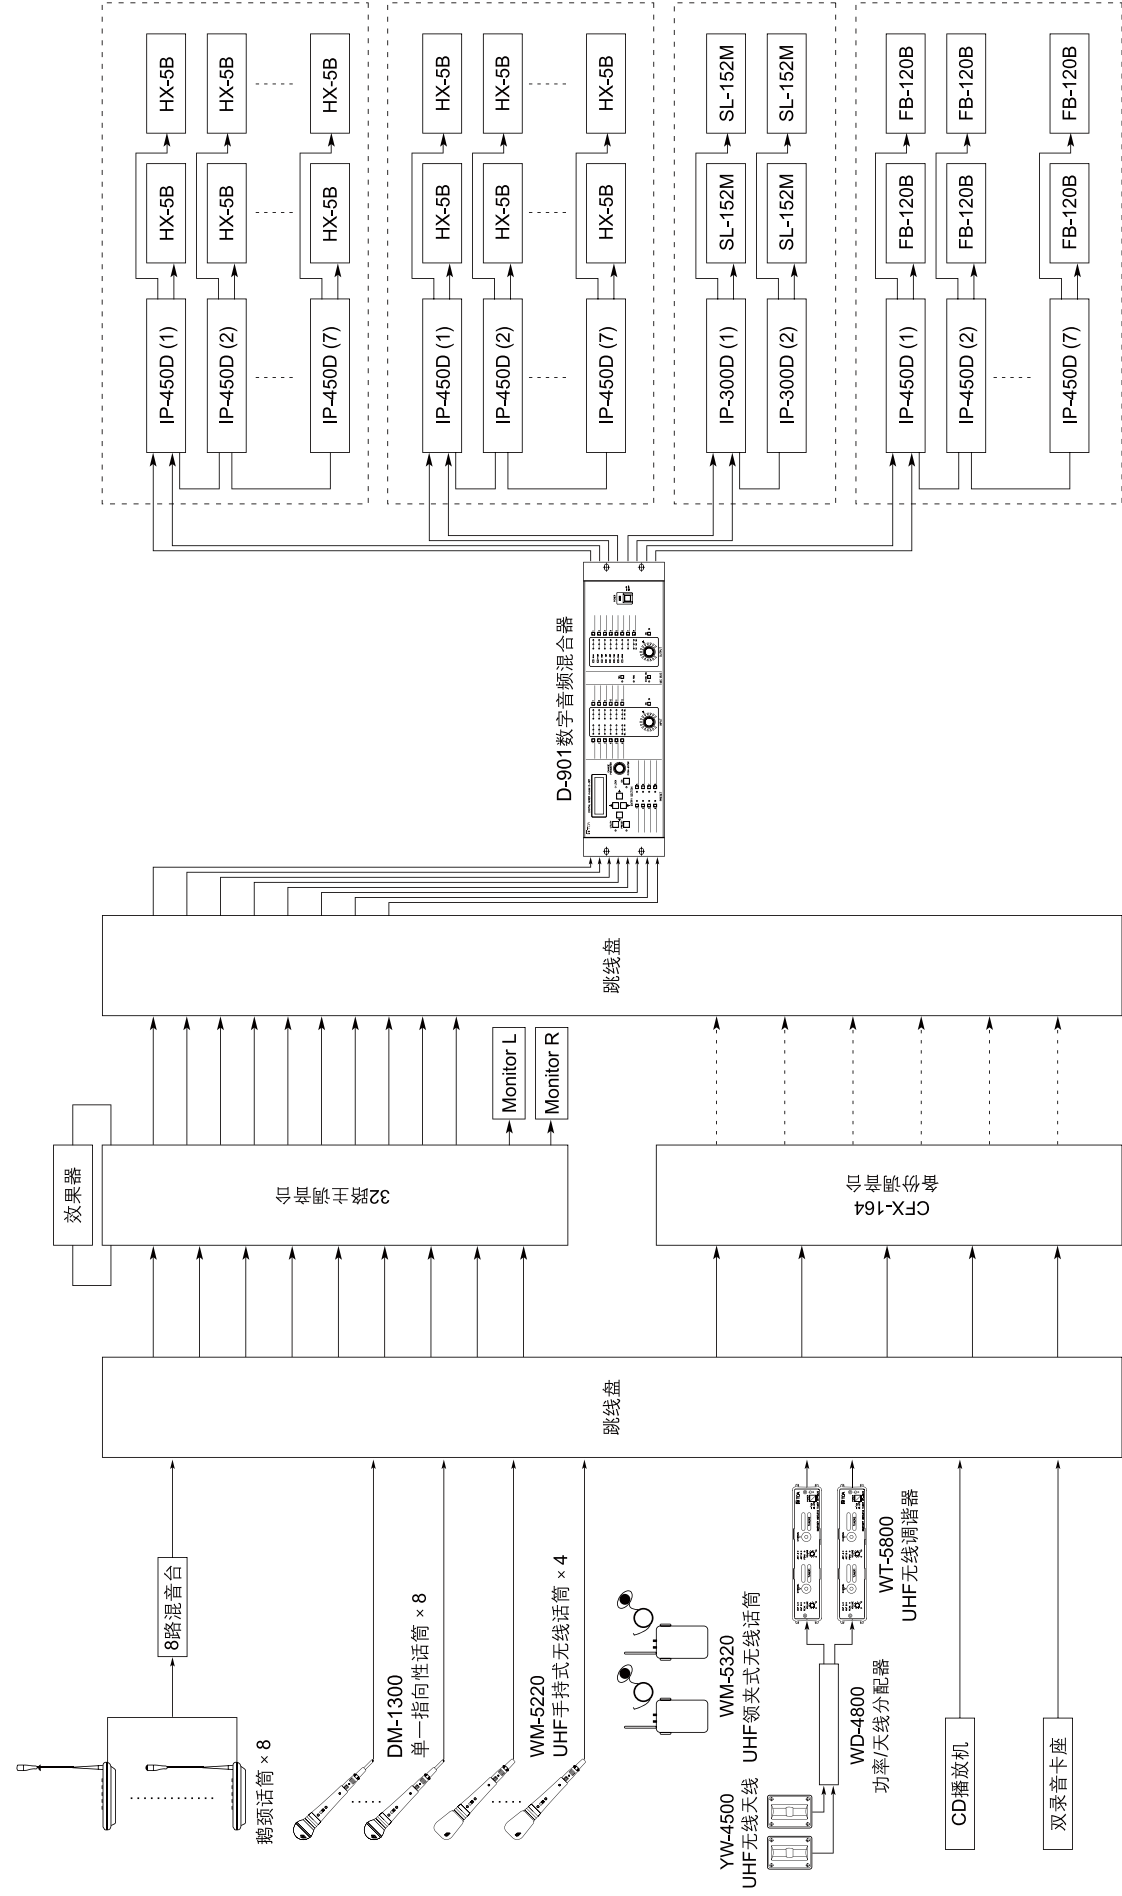 鹅颈话筒 × 8
8路混音台
DM-1300
单一指向性话筒 × 8
WM-5220
UHF手持式无线话筒 × 4
WM-5320
UHF领夹式无线话筒
YW-4500
UHF无线天线
WD-4800
功率/天线分配器
WT-5800
UHF无线调谐器
CD播放机
双录音卡座
跳线盘
效果器
32路主调音台
CFX-164
备份调音台
Monitor L
Monitor R
跳线盘
D-901数字音频混合器
IP-450D (1)
HX-5B
HX-5B
IP-450D (2)
HX-5B
HX-5B
IP-450D (7)
HX-5B
HX-5B
IP-450D (1)
HX-5B
HX-5B
IP-450D (2)
HX-5B
HX-5B
IP-450D (7)
HX-5B
HX-5B
IP-300D (1)
SL-152M
SL-152M
IP-300D (2)
SL-152M
SL-152M
IP-450D (1)
FB-120B
FB-120B
IP-450D (2)
FB-120B
FB-120B
IP-450D (7)
FB-120B
FB-120B